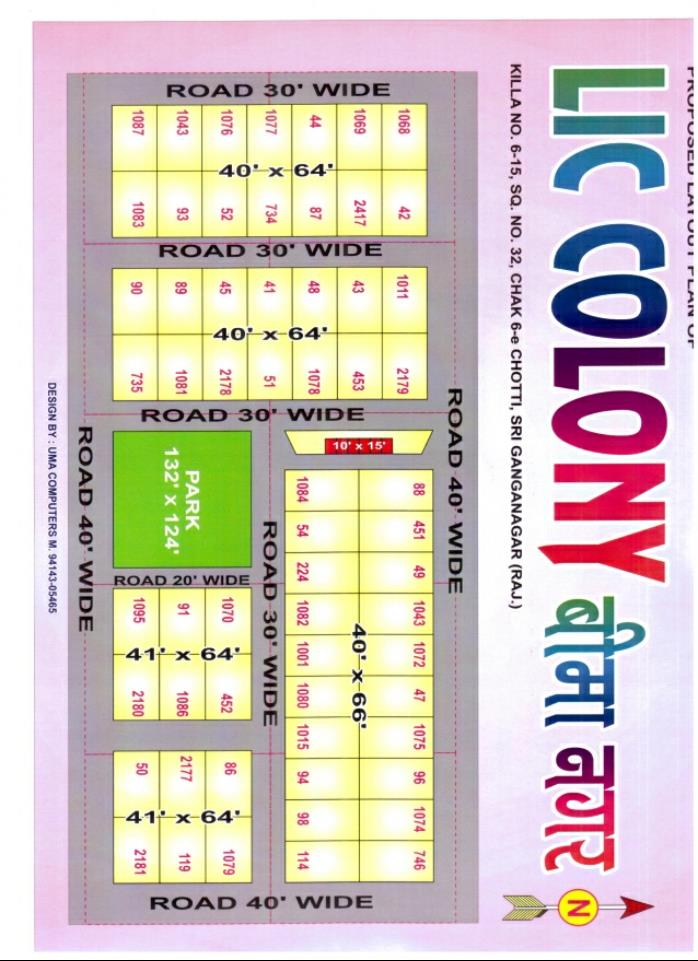 PROPOSED LAYOUT PLAN OF
LIC COLONY बीमा नगर
KILLA NO. 6-15, SQ. NO. 32, CHAK 6-e CHOTTI, SRI GANGANAGAR (RAJ.)
ROAD 30' WIDE
1087 1043 1076 1077 44 1069 1068
40' x 64'
1083 93 52 734 87 2417 42
ROAD 30' WIDE
90 89 45 41 48 43 1011
40' x 64'
735 1081 2178 51 1078 453 2179
ROAD 30' WIDE
10' x 15'
ROAD 40' WIDE
PARK
132' X 124'
ROAD 40' WIDE
ROAD 20' WIDE
ROAD 30' WIDE
1084 88
54 451
224 49
1082 1043
1001 1072
40' x 66'
1080 47
1015 1075
94 96
98 1074
114 746
1095 91 1070
41' x 64'
2180 1086 452
50 2177 86
41' x 64'
2181 119 1079
ROAD 40' WIDE
N
DESIGN BY : UMA COMPUTERS M. 94143-05465